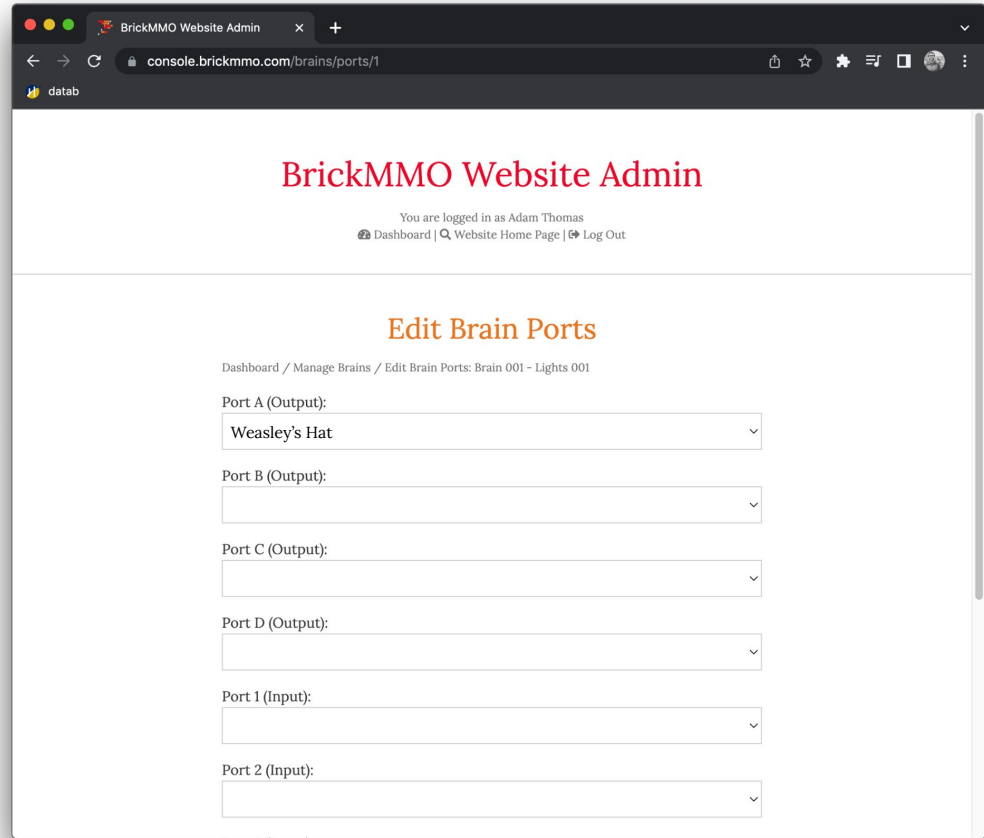 BrickMMO Website Admin
console.brickmmo.com/brains/ports/1
datab
BrickMMO Website Admin
You are logged in as Adam Thomas
Dashboard | Website Home Page | Log Out
Edit Brain Ports
Dashboard / Manage Brains / Edit Brain Ports: Brain 001 - Lights 001
Port A (Output):
Weasley’s Hat
Port B (Output):
Port C (Output):
Port D (Output):
Port 1 (Input):
Port 2 (Input):